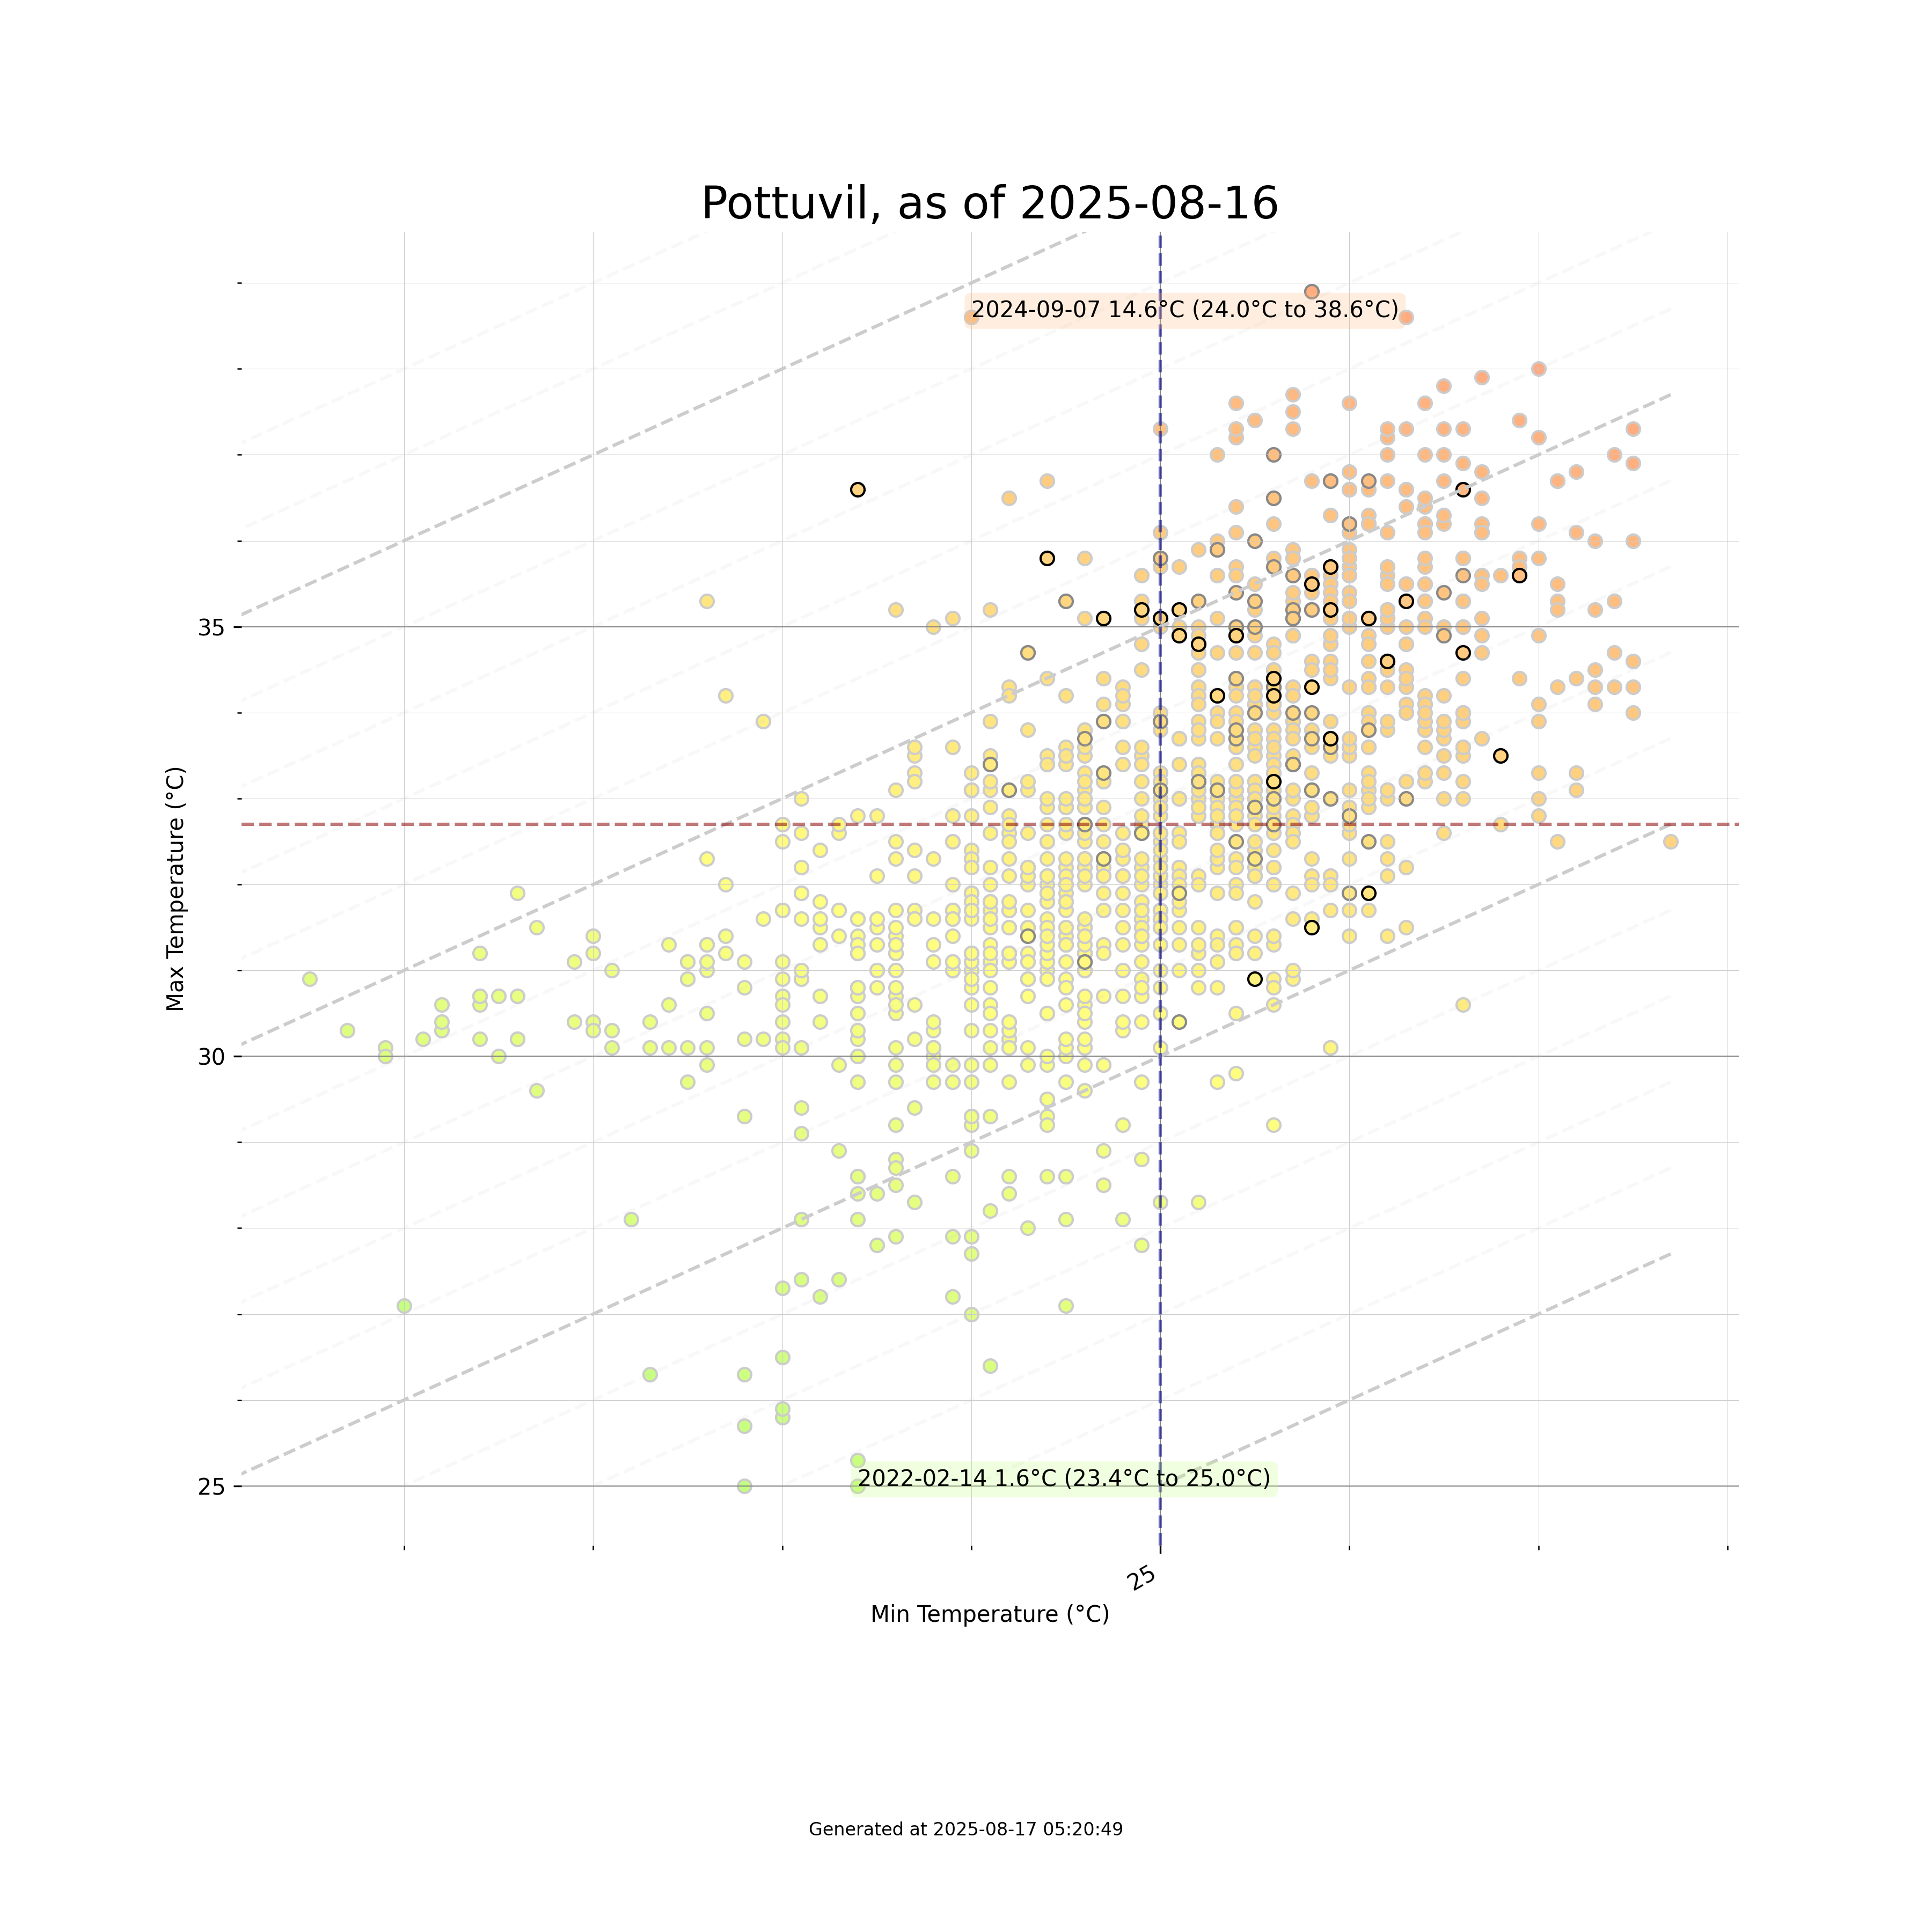 Pottuvil, as of 2025-08-16
2024-09-07 14.6°C (24.0°C to 38.6°C)
35
Max Temperature (°C)
30
2022-02-14 1.6°C (23.4°C to 25.0°C)
25
25
Min Temperature (°C)
Generated at 2025-08-17 05:20:49